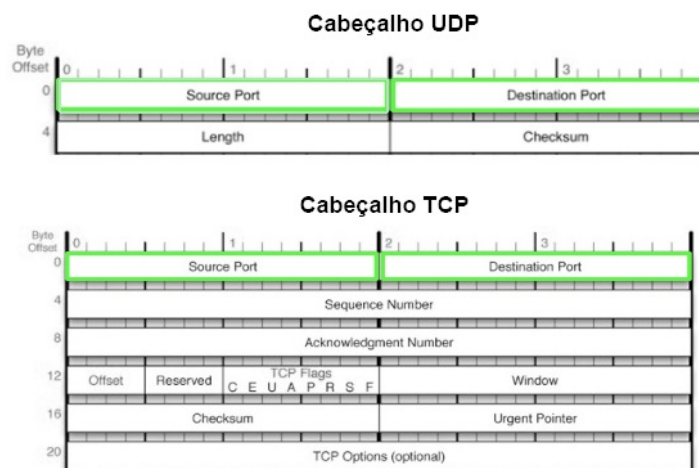 Cabeçalho UDP
Byte
Offset
0 1 2 3
0 Source Port Destination Port
4 Length Checksum
Cabeçalho TCP
Byte
Offset
0 1 2 3
0 Source Port Destination Port
4 Sequence Number
8 Acknowledgment Number
12 Offset Reserved TCP Flags Window
C E U A P R S F
16 Checksum Urgent Pointer
20 TCP Options (optional)